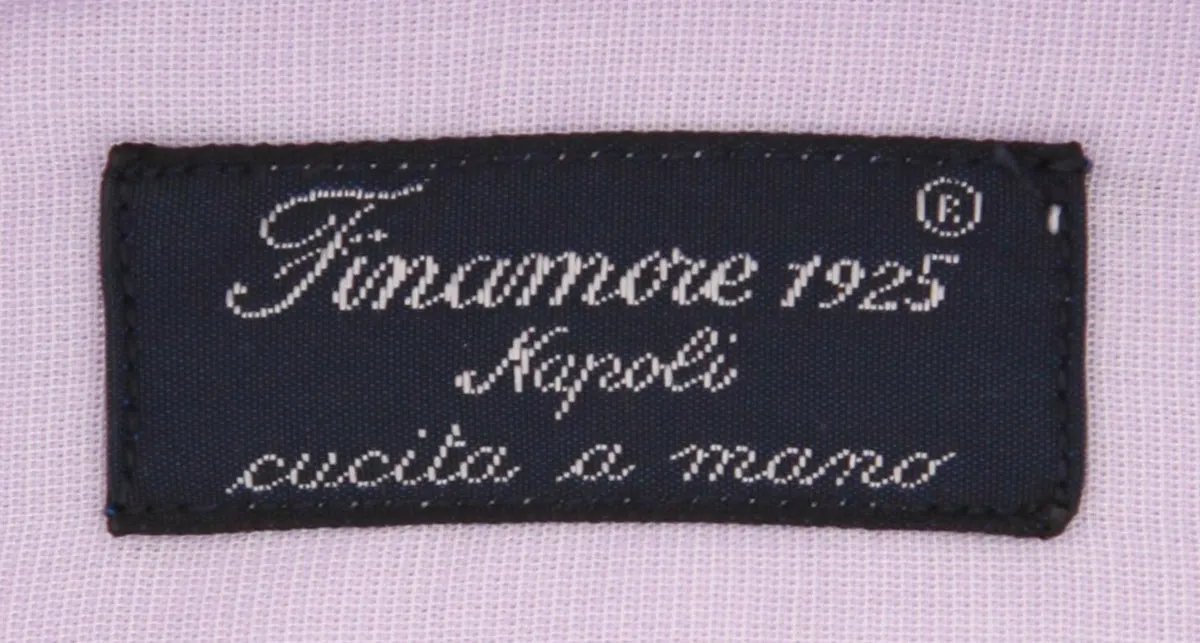 Finamore 1925 ®
Napoli
cucita a mano